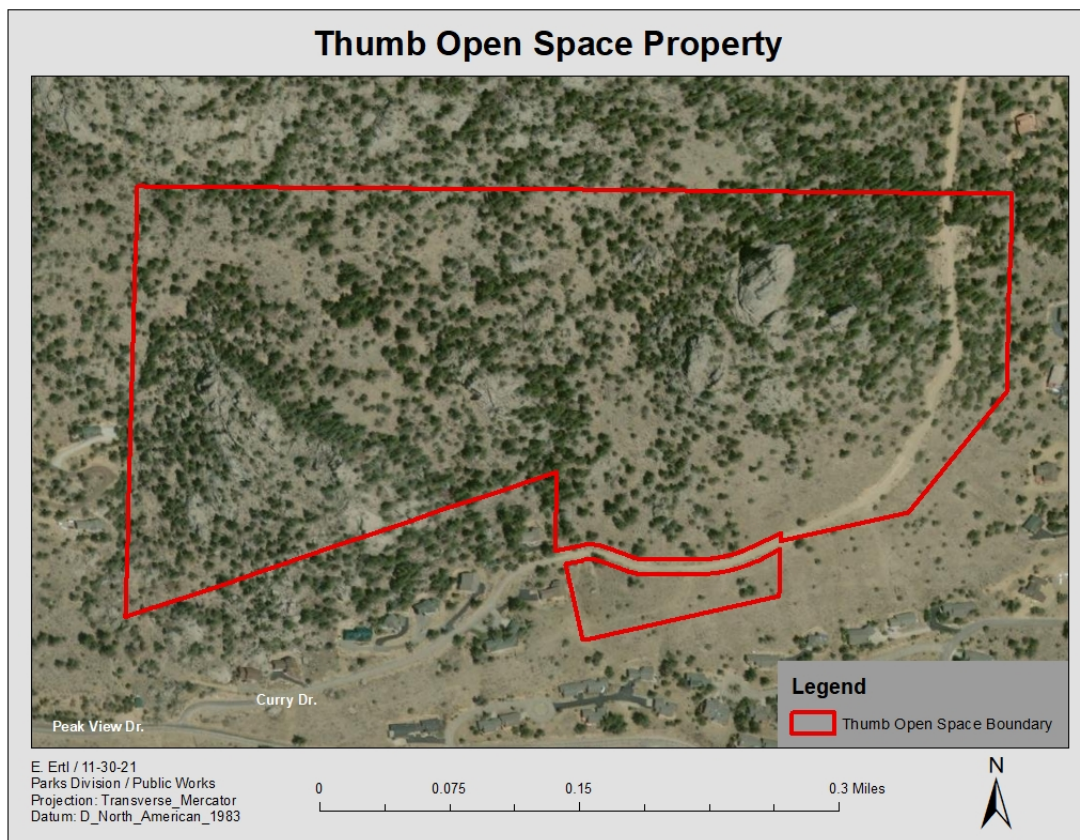 Thumb Open Space Property
Curry Dr.
Peak View Dr.
Legend
Thumb Open Space Boundary
E. Ertl / 11-30-21
Parks Division / Public Works
Projection: Transverse_Mercator
Datum: D_North_American_1983
0 0.075 0.15 0.3 Miles
N